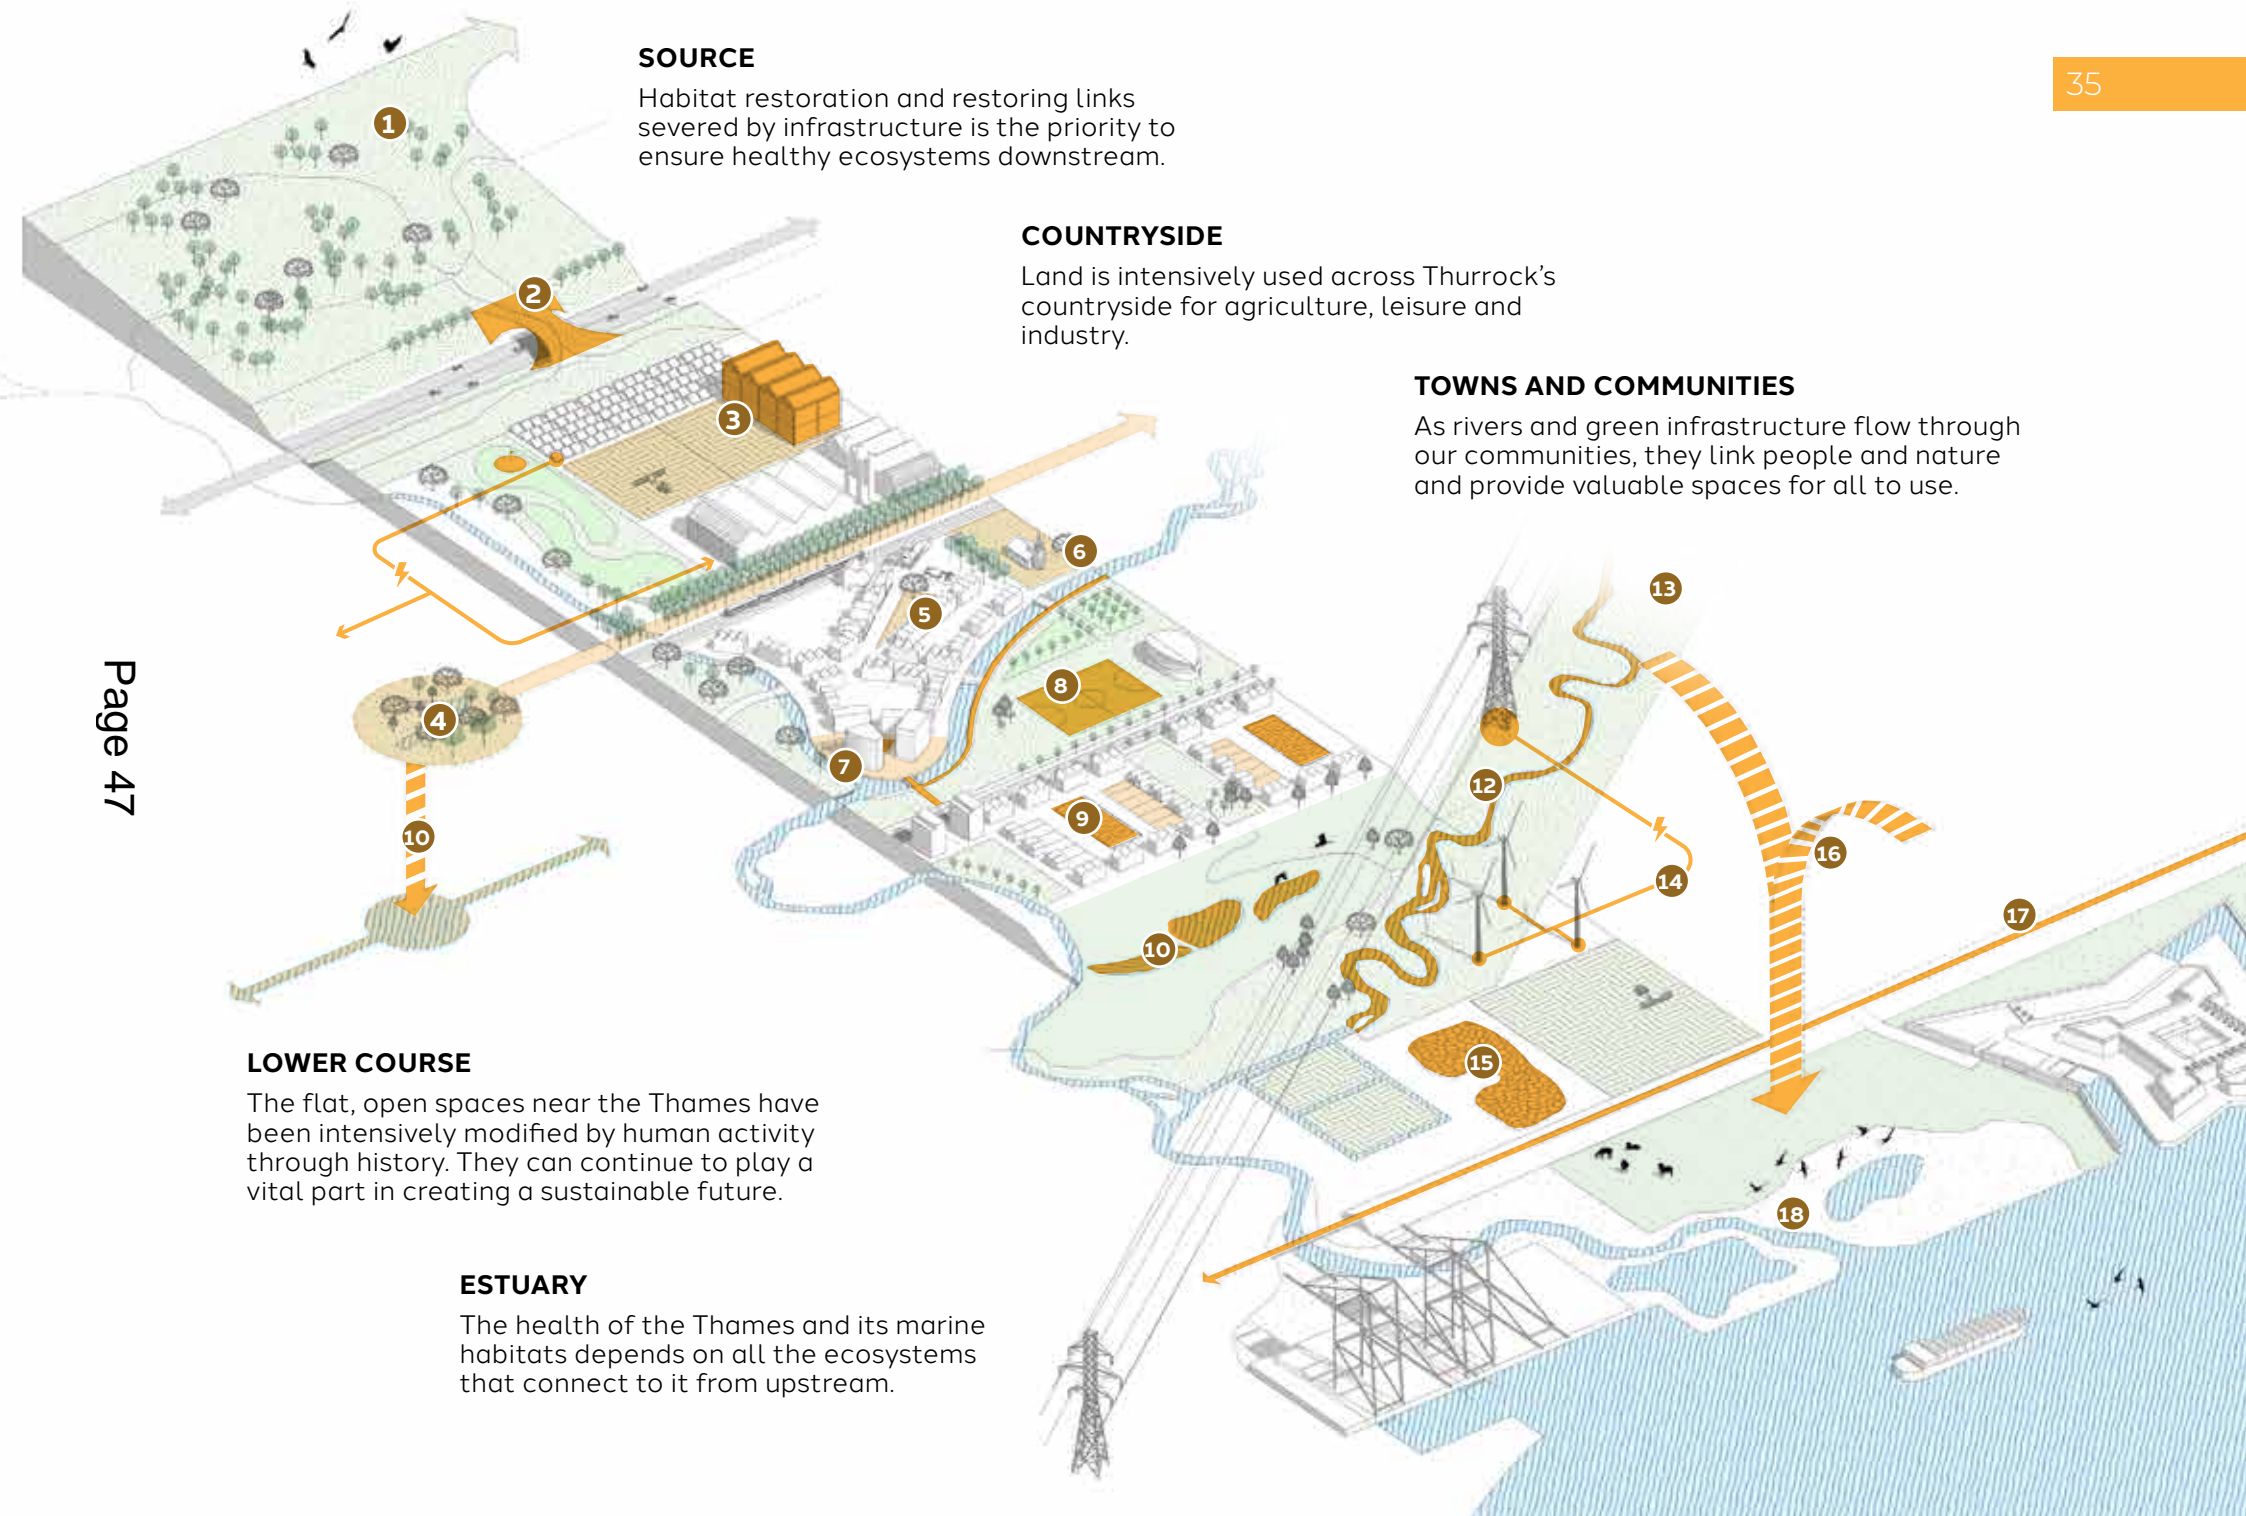 35
SOURCE
Habitat restoration and restoring links
severed by infrastructure is the priority to
ensure healthy ecosystems downstream.
COUNTRYSIDE
Land is intensively used across Thurrock’s
countryside for agriculture, leisure and
industry.
TOWNS AND COMMUNITIES
As rivers and green infrastructure flow through
our communities, they link people and nature
and provide valuable spaces for all to use.
1
2
3
6
13
5
8
4
7
12
9
10
16
14
17
10
15
18
Page 47
LOWER COURSE
The flat, open spaces near the Thames have
been intensively modified by human activity
through history. They can continue to play a
vital part in creating a sustainable future.
ESTUARY
The health of the Thames and its marine
habitats depends on all the ecosystems
that connect to it from upstream.